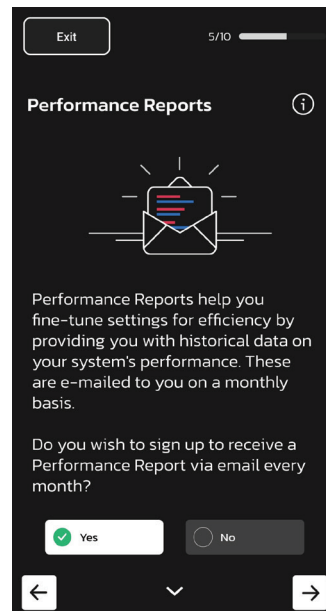 Exit
5/10
Performance Reports
i
Performance Reports help you
fine-tune settings for efficiency by
providing you with historical data on
your system's performance. These
are e-mailed to you on a monthly
basis.
Do you wish to sign up to receive a
Performance Report via email every
month?
Yes
No